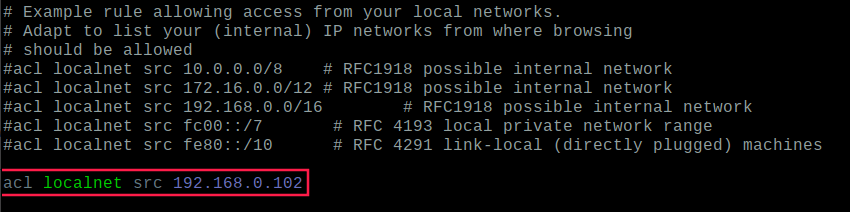 # Example rule allowing access from your local networks.
# Adapt to list your (internal) IP networks from where browsing
# should be allowed
#acl localnet src 10.0.0.0/8    # RFC1918 possible internal network
#acl localnet src 172.16.0.0/12 # RFC1918 possible internal network
#acl localnet src 192.168.0.0/16        # RFC1918 possible internal network
#acl localnet src fc00::/7       # RFC 4193 local private network range
#acl localnet src fe80::/10      # RFC 4291 link-local (directly plugged) machines
acl localnet src 192.168.0.102